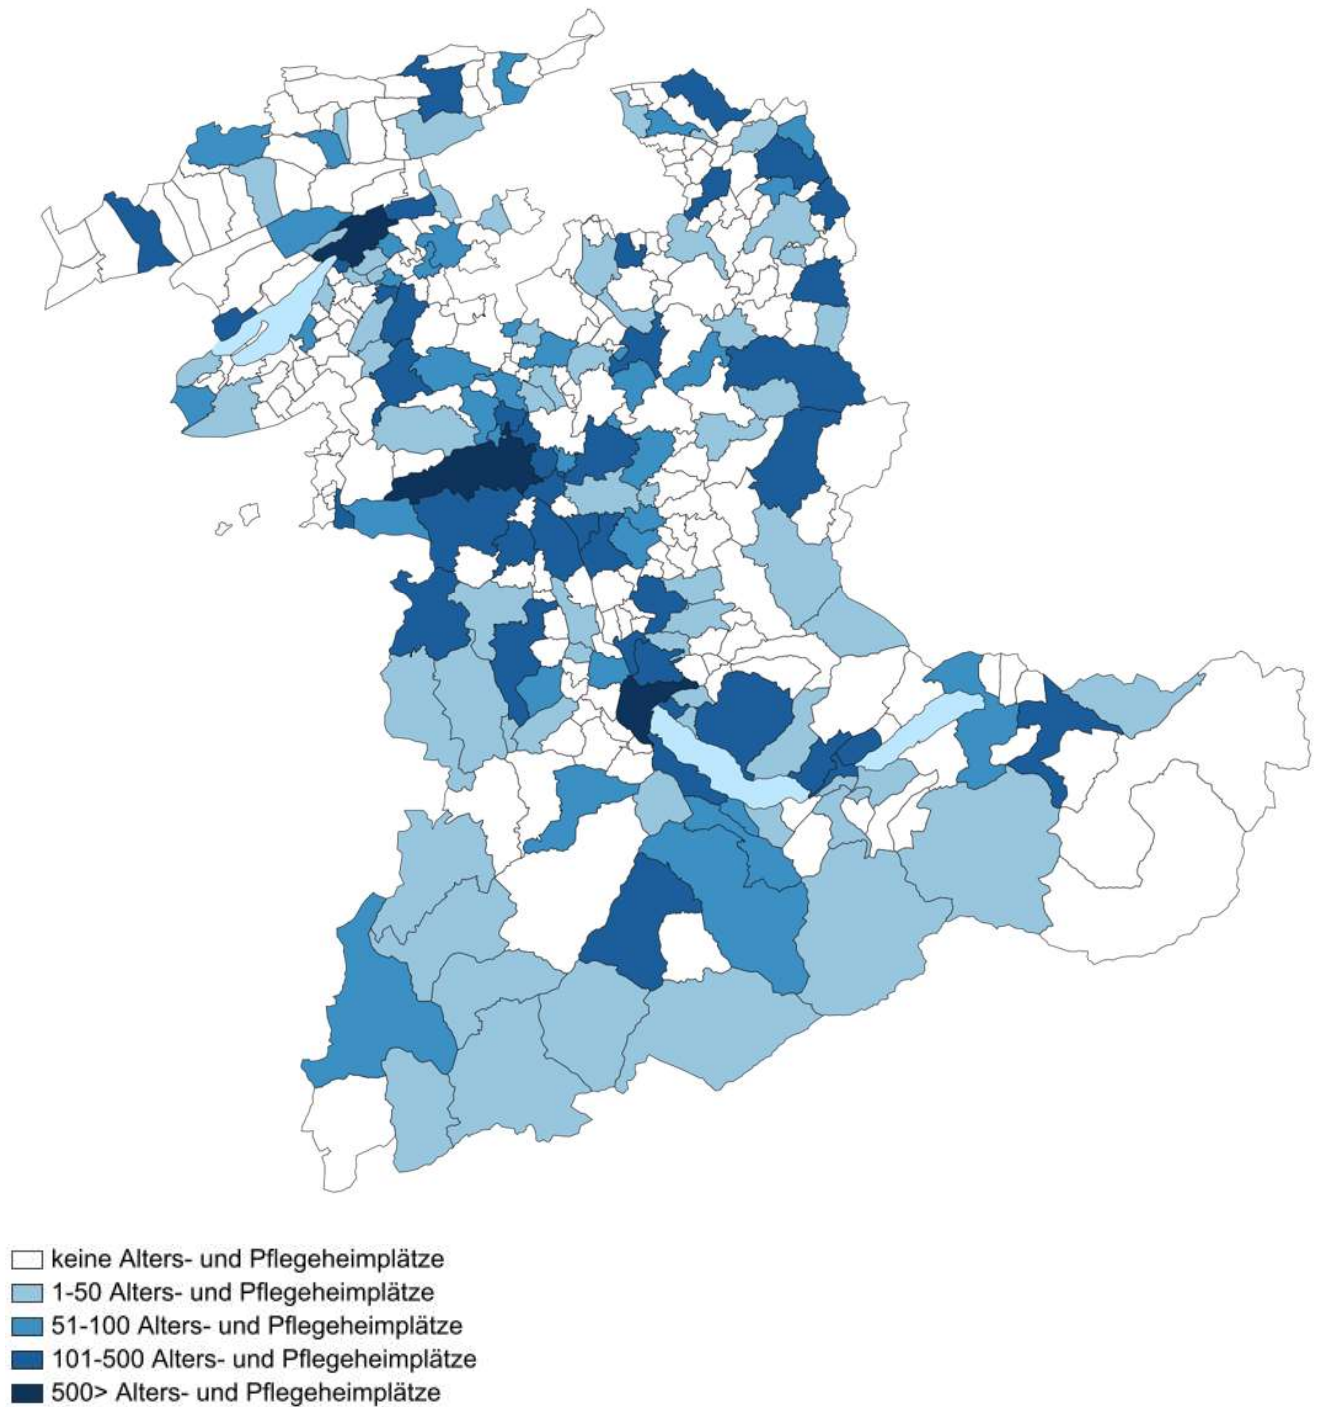 keine Alters- und Pflegeheimplätze
1-50 Alters- und Pflegeheimplätze
51-100 Alters- und Pflegeheimplätze
101-500 Alters- und Pflegeheimplätze
500> Alters- und Pflegeheimplätze